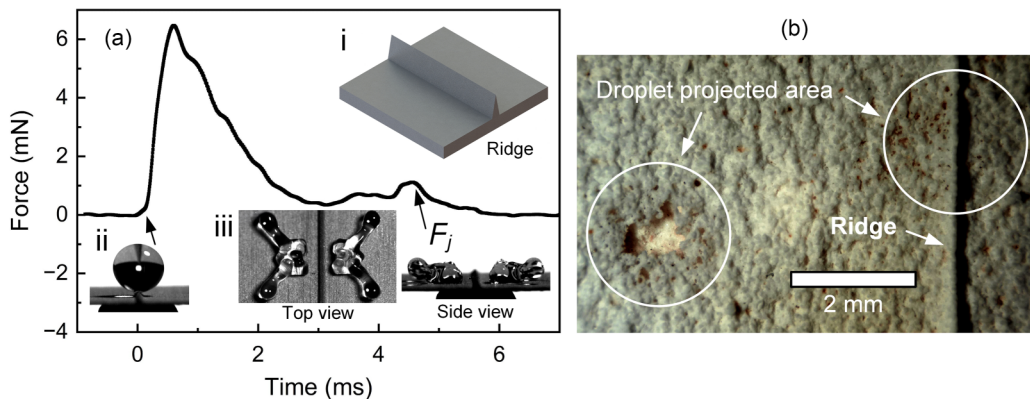 (a)
i
Ridge
Force (mN)
6
4
2
0
−2
−4
ii
iii
Fj
Top view
Side view
0
2
4
6
Time (ms)
(b)
Droplet projected area
Ridge
2 mm